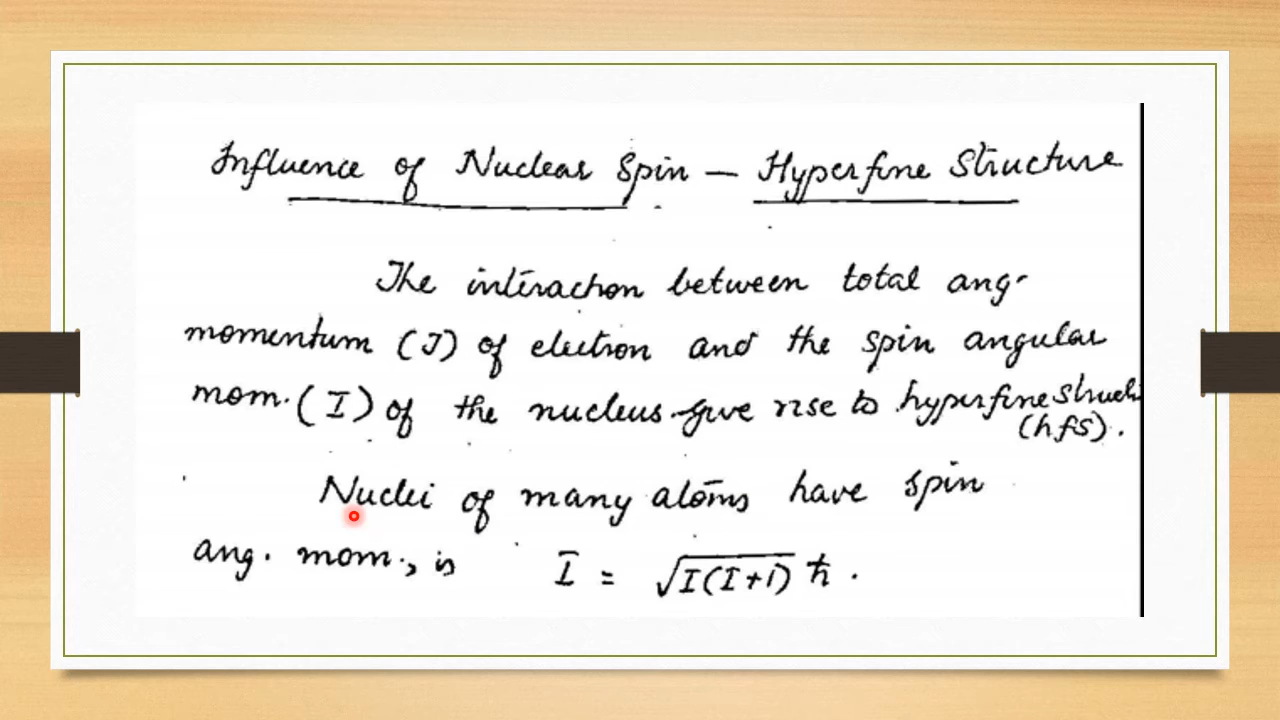 Influence of Nuclear Spin — Hyperfine Structure
The interaction between total ang.
momentum (J) of electron and the spin angular
mom. (I) of the nucleus give rise to hyperfine Struct
(hfs).
Nuclei of many atoms have spin
ang. mom., is I = √I(I+1) ħ.